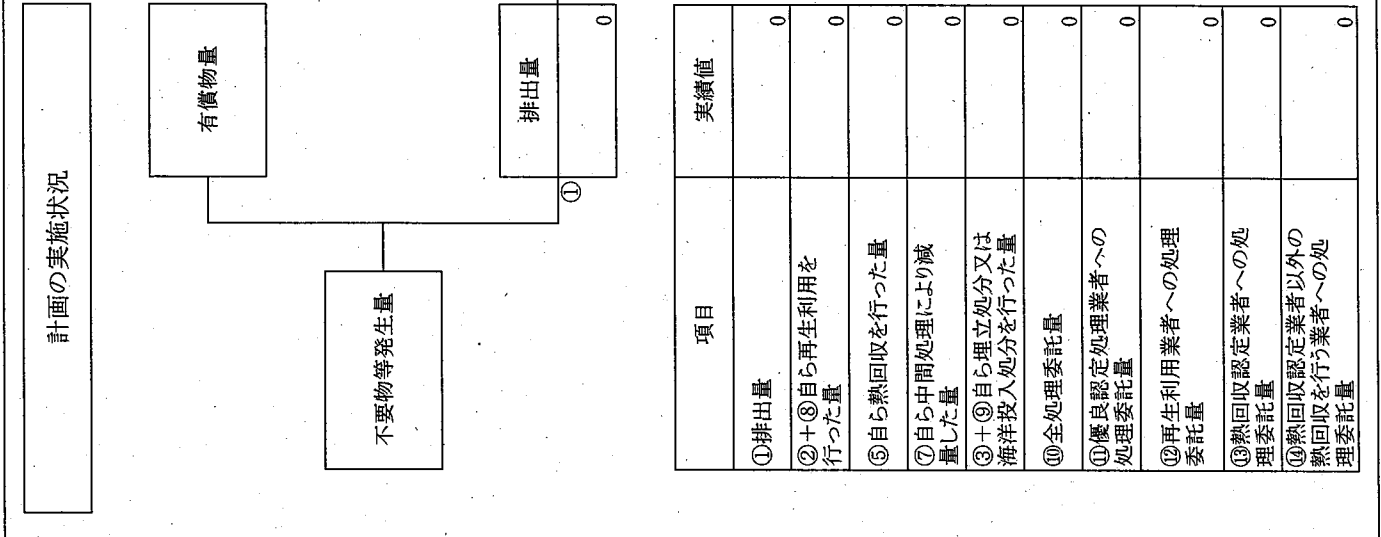 計画の実施状況
有償物量
不要物等発生量
①
排出量
0
項目
実績値
①排出量
0
②+⑧自ら再生利用を
行った量
0
⑤自ら熱回収を行った量
0
⑦自ら中間処理により減
量した量
0
③+⑨自ら埋立処分又は
海洋投入処分を行った量
0
⑩全処理委託量
0
⑪優良認定処理業者への
処理委託量
0
⑫再生利用業者への処理
委託量
0
⑬熱回収認定業者への処
理委託量
0
⑭熱回収認定業者以外の
熱回収を行う業者への処
理委託量
0